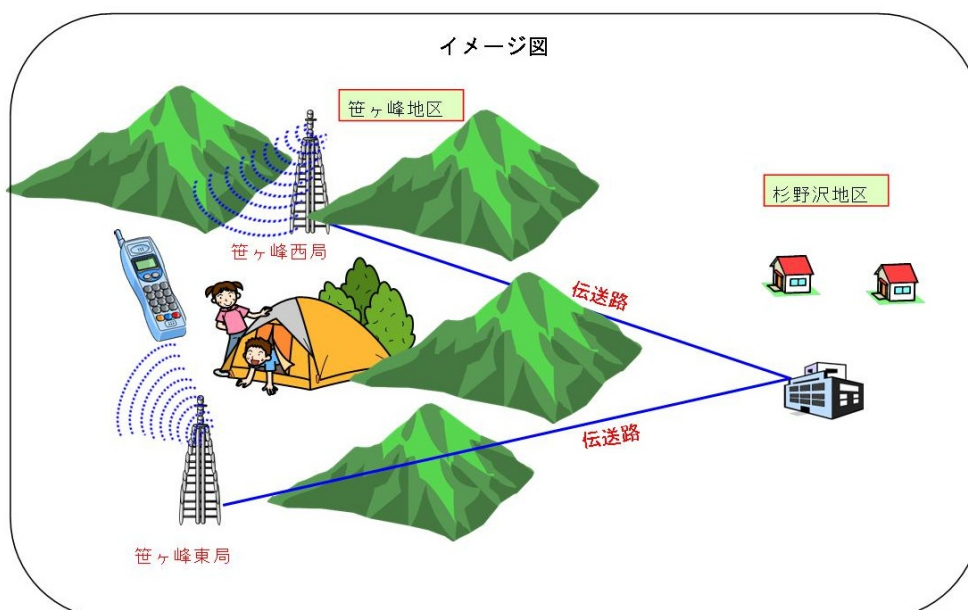 イメージ図
笹ヶ峰地区
杉野沢地区
笹ヶ峰西局
伝送路
伝送路
笹ヶ峰東局